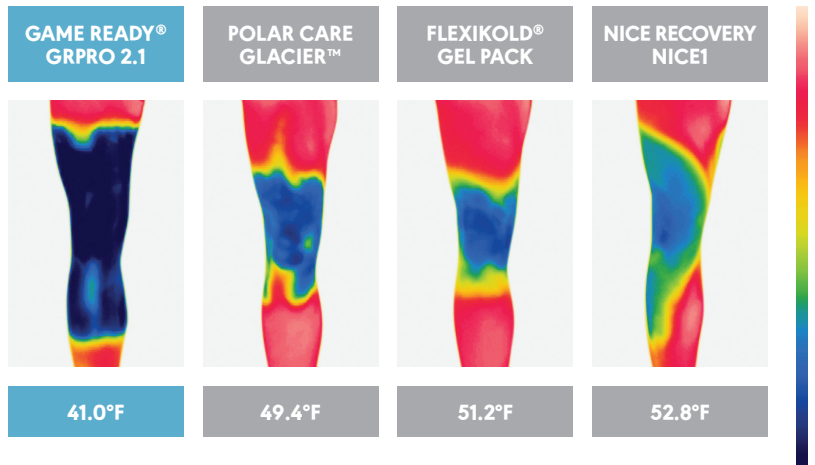 GAME READY®
GRPRO 2.1
POLAR CARE
GLACIER™
FLEXIKOLD®
GEL PACK
NICE RECOVERY
NICE1
41.0°F
49.4°F
51.2°F
52.8°F